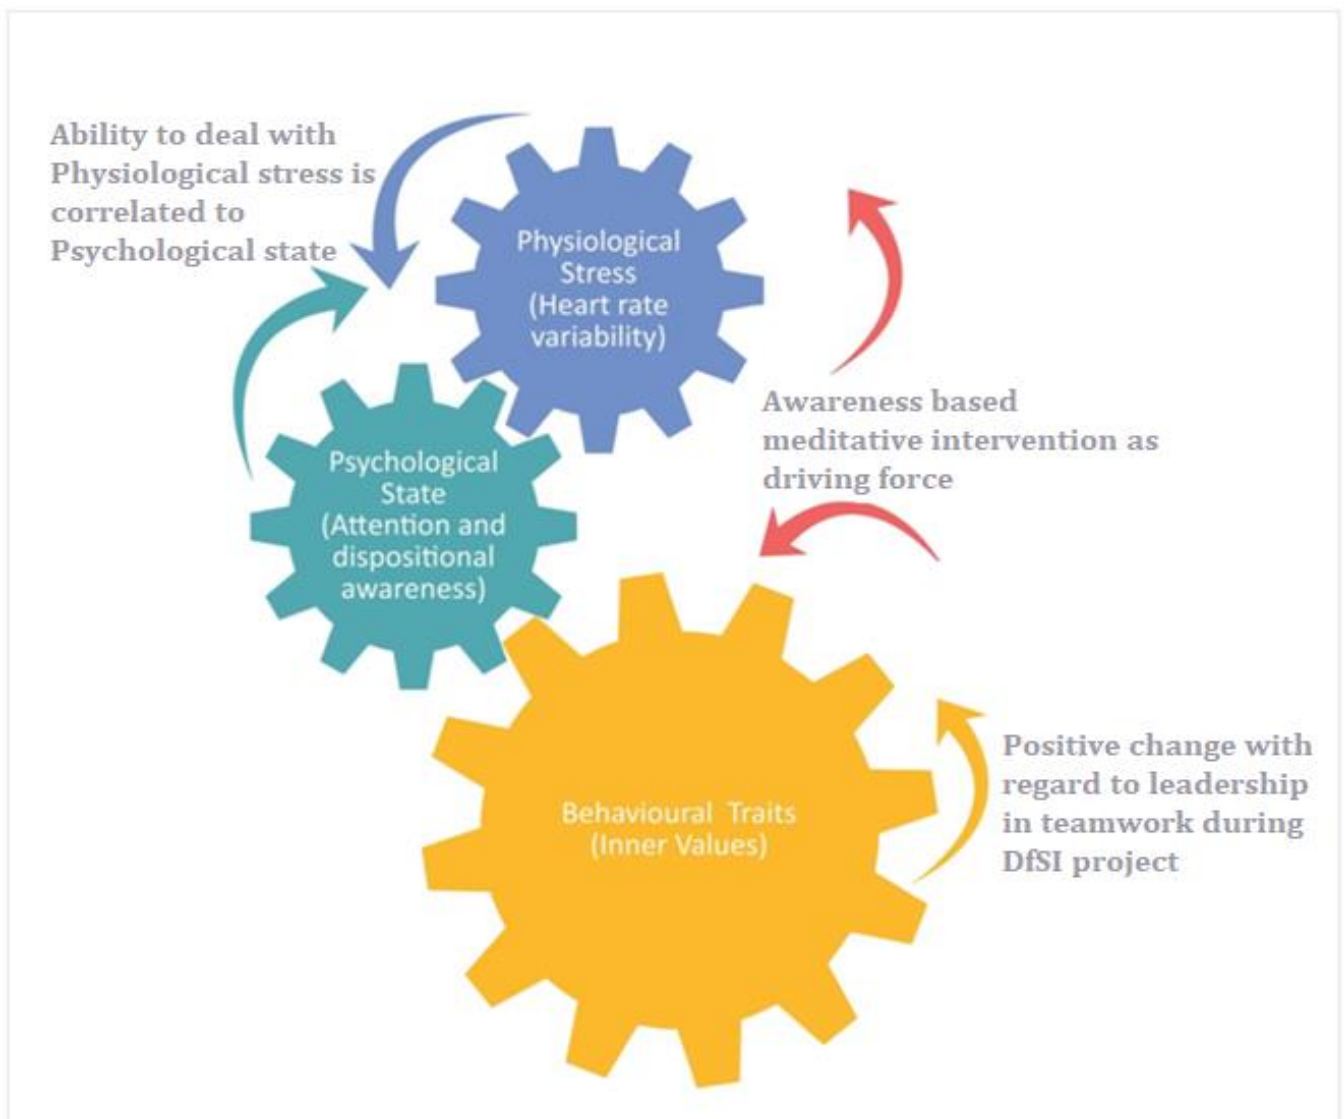 Ability to deal with
Physiological stress is
correlated to
Psychological state
Physiological
Stress
(Heart rate
variability)
Awareness based
meditative intervention as
driving force
Psychological
State
(Attention and
dispositional
awareness)
Behavioural Traits
(Inner Values)
Positive change with
regard to leadership
in teamwork during
DfSI project